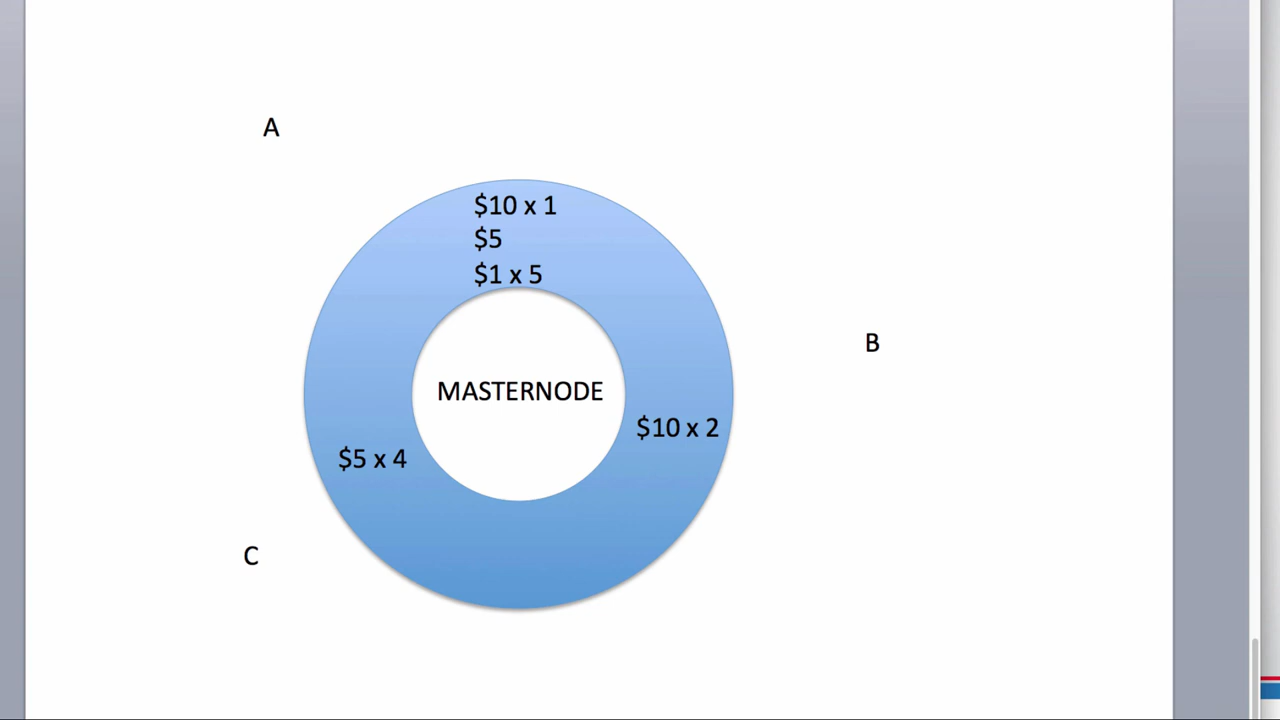 A
$10 x 1
$5
$1 x 5
B
MASTERNODE
$10 x 2
$5 x 4
C